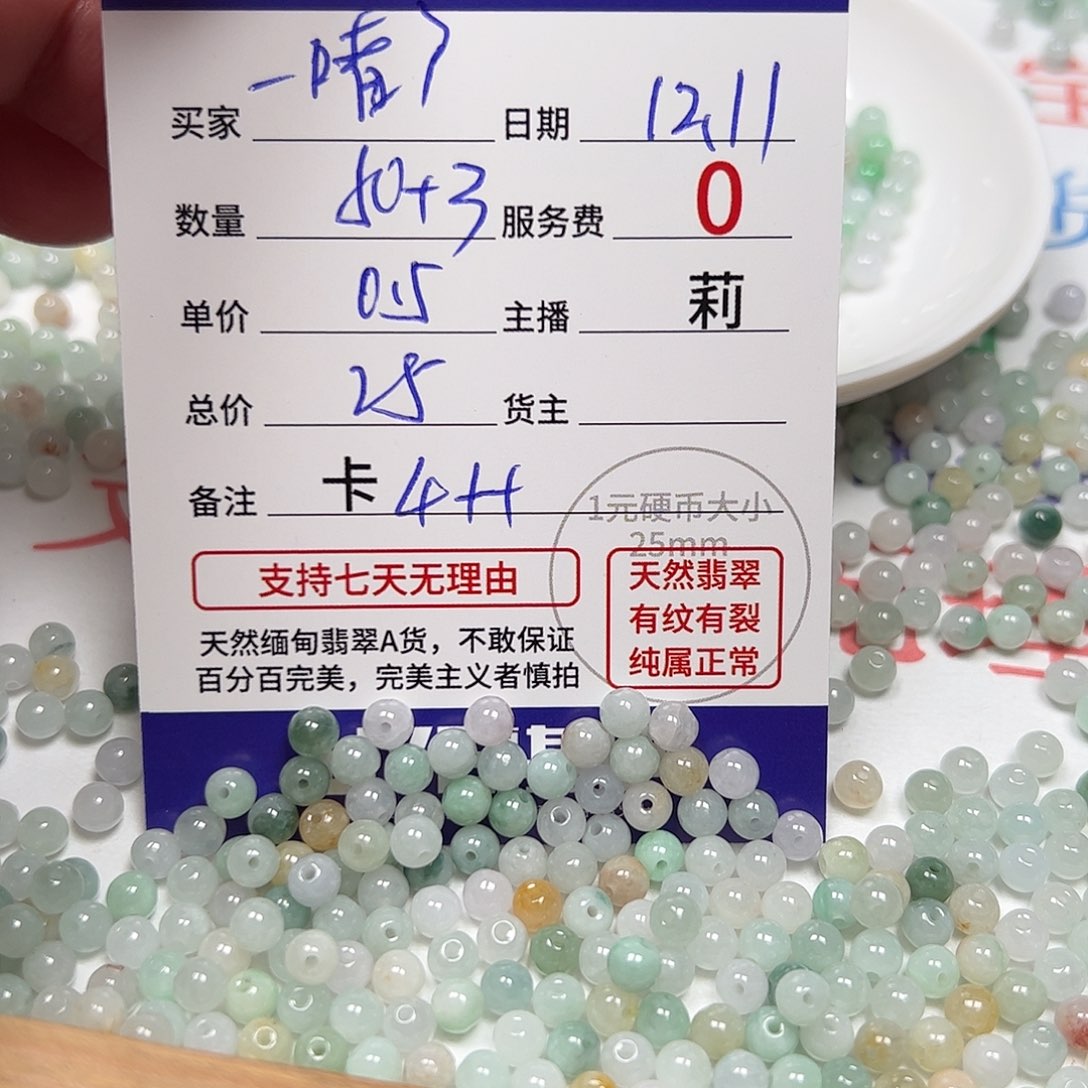 买家 一晴 日期 12.11
数量 50+3 服务费 0
单价 0.5 主播 莉
总价 25 货主
备注 卡 4H
1元硬币大小
25mm
支持七天无理由
天然翡翠
有纹有裂
纯属正常
天然缅甸翡翠A货，不敢保证
百分百完美，完美主义者慎拍